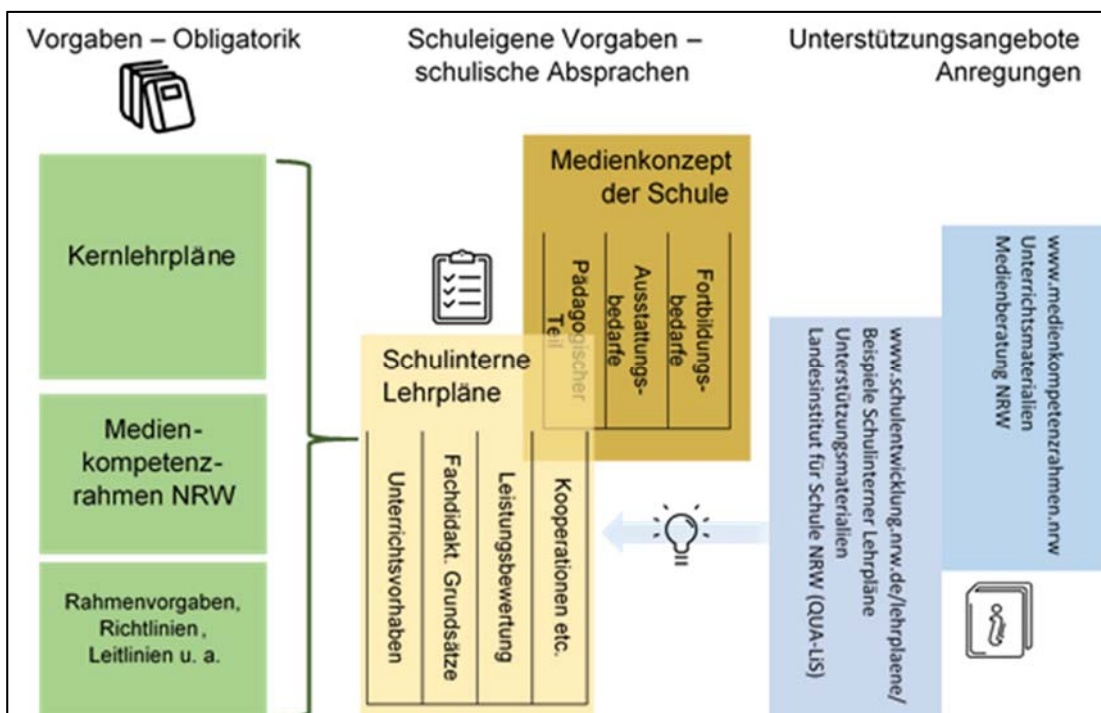 Vorgaben – Obligatorik
Kernlehrpläne
Medien-
kompetenz-
rahmen NRW
Rahmenvorgaben,
Richtlinien,
Leitlinien u. a.
Schuleigene Vorgaben –
schulische Absprachen
Medienkonzept
der Schule
Pädagogischer
Teil
Ausstattungs-
bedarfe
Fortbildungs-
bedarfe
Schulinterne
Lehrpläne
Unterrichtsvorhaben
Fachdidakt. Grundsätze
Leistungsbewertung
Kooperationen etc.
Unterstützungsangebote
Anregungen
www.schulentwicklung.nrw.de/lehrplaene/
Beispiele Schulinterner Lehrpläne
Unterstützungsmaterialien
Landesinstitut für Schule NRW (QUA-LiS)
www.medienkompetenzrahmen.nrw
Unterrichtsmaterialien
Medienberatung NRW